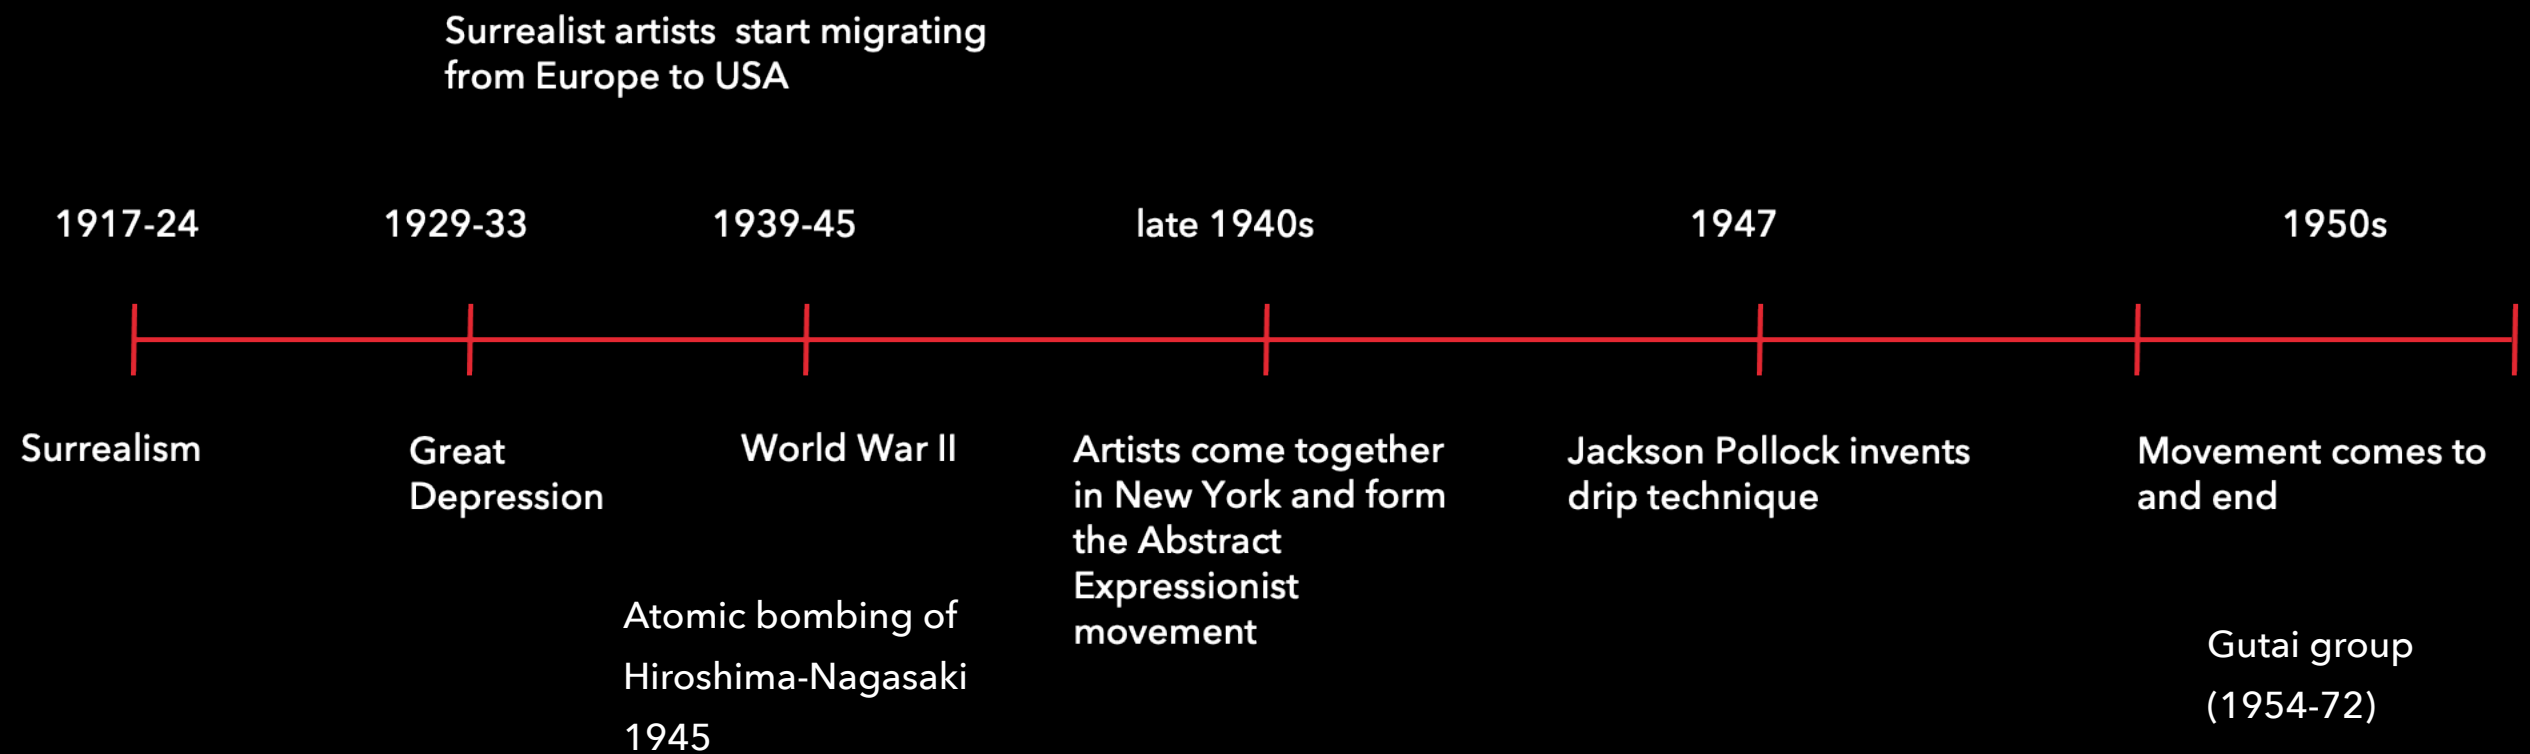 Surrealist artists  start migrating
from Europe to USA
1917-24
1929-33
1939-45
late 1940s
1947
1950s
Surrealism
Great
Depression
World War II
Artists come together
in New York and form
the Abstract
Expressionist
movement
Jackson Pollock invents
drip technique
Movement comes to
and end
Atomic bombing of
Hiroshima-Nagasaki
1945
Gutai group
(1954-72)